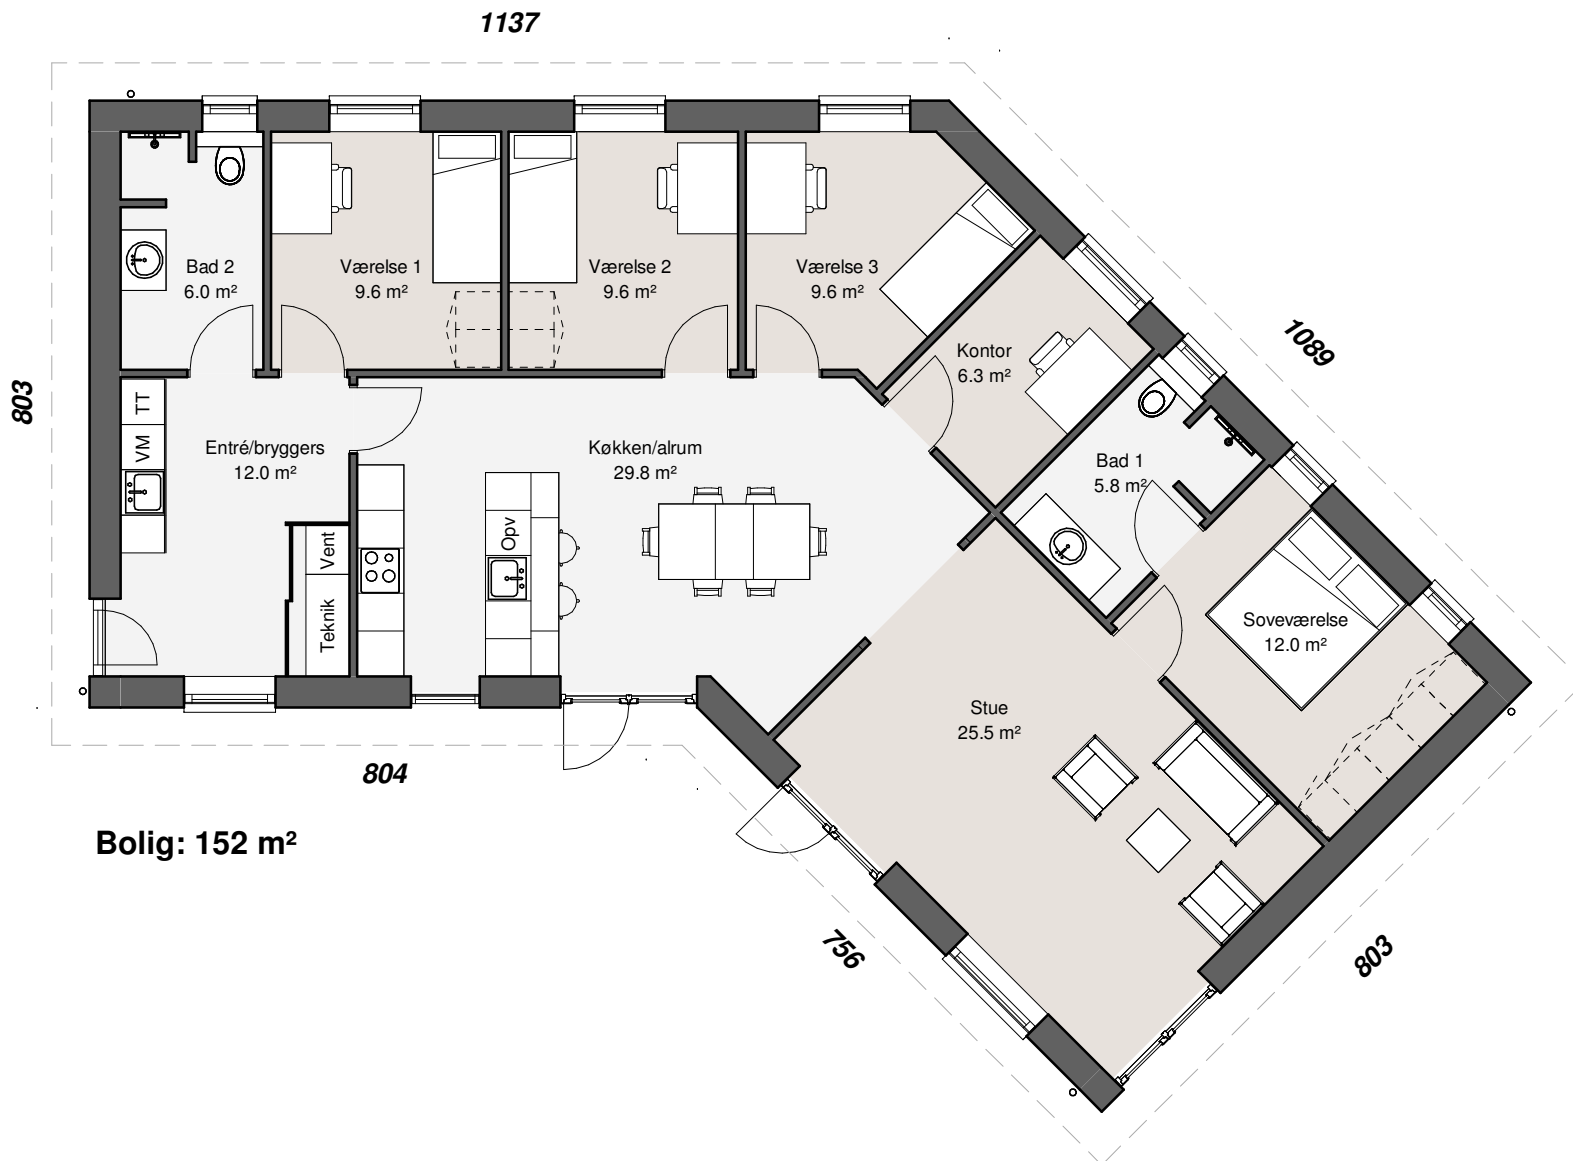 1137
Bad 2
6.0 m²
Værelse 1
9.6 m²
Værelse 2
9.6 m²
Værelse 3
9.6 m²
Kontor
6.3 m²
1089
803
TT
VM
Entré/bryggers
12.0 m²
Køkken/alrum
29.8 m²
Bad 1
5.8 m²
Opv
Vent
Teknik
Soveværelse
12.0 m²
Stue
25.5 m²
804
Bolig: 152 m²
756
803